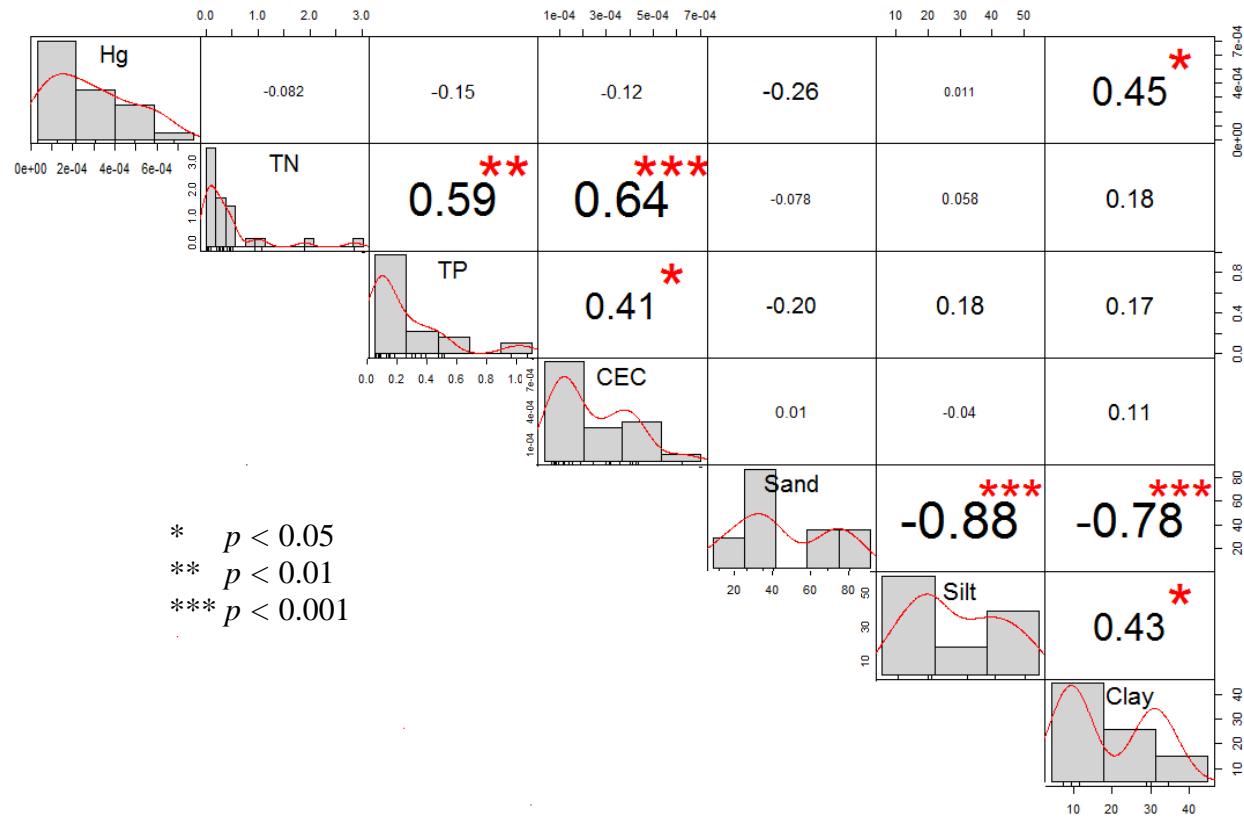 0.0 1.0 2.0 3.0 1e-04 3e-04 5e-04 7e-04 10 20 30 40 50
Hg -0.082 -0.15 -0.12 -0.26 0.011 0.45 * 0e+00 4e-04 7e-04
0e+00 2e-04 4e-04 6e-04
0.0 1.0 2.0 3.0 TN 0.59 ** 0.64 *** -0.078 0.058 0.18
TP 0.41 * -0.20 0.18 0.17 0.0 0.4 0.8
0.0 0.2 0.4 0.6 0.8 1.0
1e-04 4e-04 7e-04 CEC 0.01 -0.04 0.11
Sand -0.88 *** -0.78 *** 20 40 60 80
20 40 60 80
10 30 50 Silt 0.43 *
Clay 10 20 30 40
10 20 30 40
* p < 0.05
** p < 0.01
*** p < 0.001